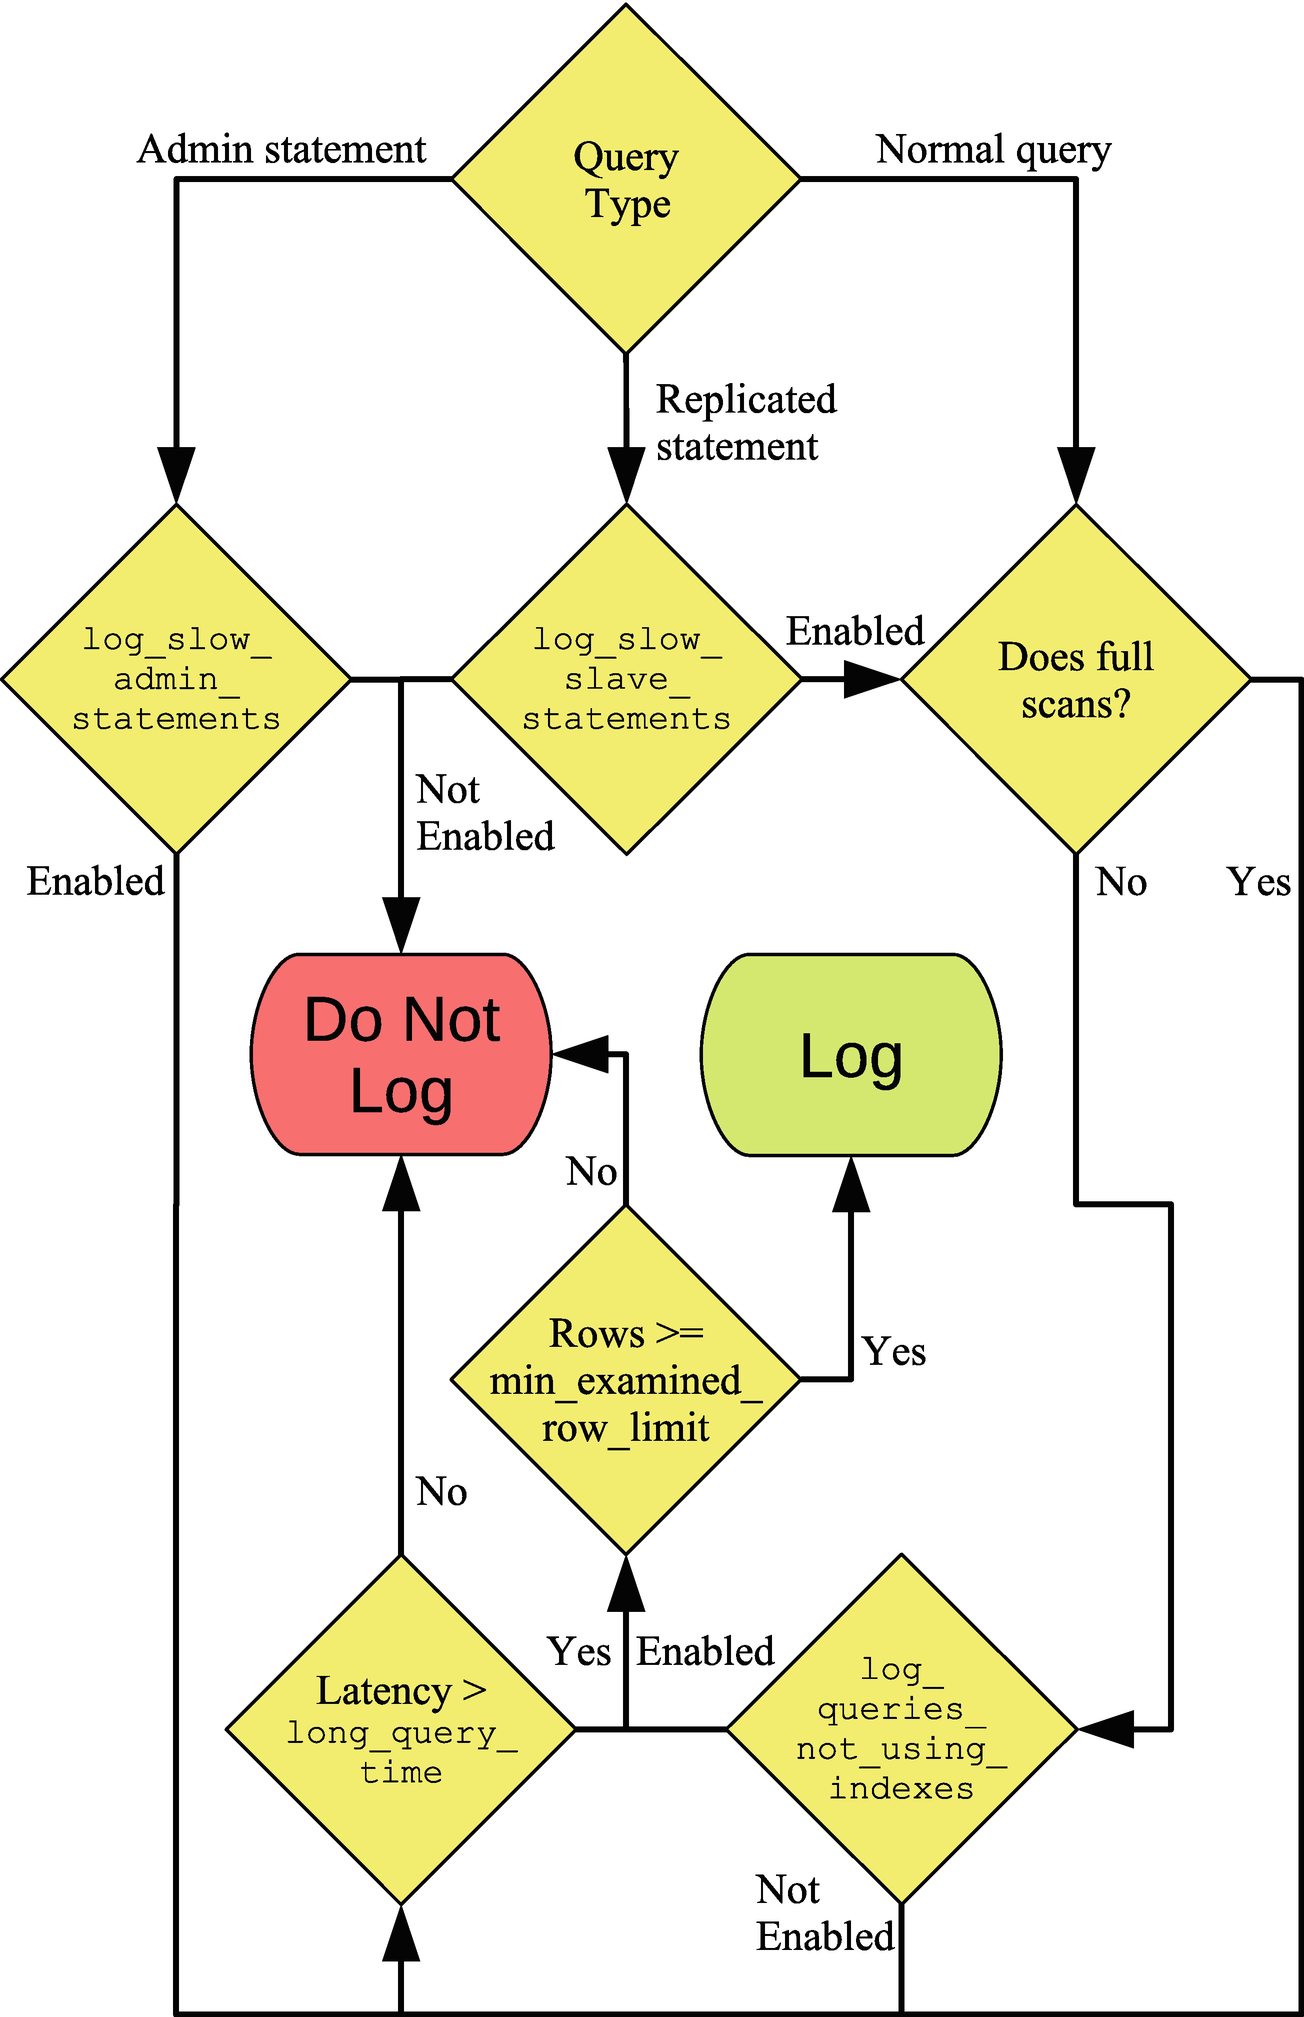 Admin statement
Query
Type
Normal query
Replicated
statement
log_slow_
admin_
statements
log_slow_
slave_
statements
Enabled
Does full
scans?
Not
Enabled
Enabled
No
Yes
Do Not
Log
Log
No
Rows >=
min_examined_
row_limit
Yes
No
Yes
Enabled
Latency >
long_query_
time
log_
queries_
not_using_
indexes
Not
Enabled